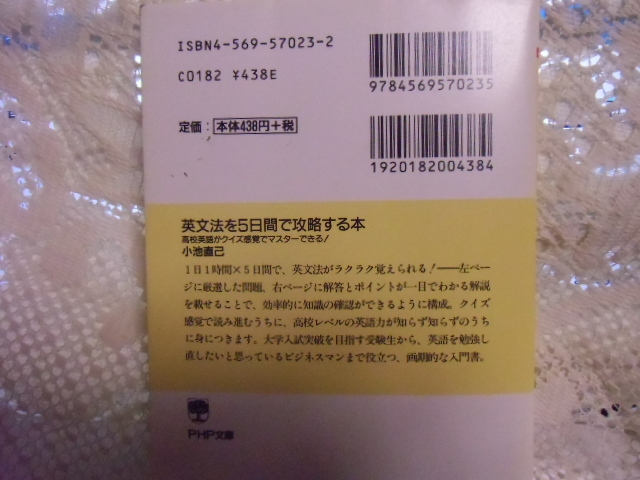 ISBN4-569-57023-2
C0182 ¥438E
9784569570235
定価：本体438円+税
1920182004384
英文法を5日間で攻略する本
高校英語がクイズ感覚でマスターできる！
小池直己
1日1時間×5日間で、英文法がラクラク覚えられる！――左ペー
ジに厳選した問題、右ページに解答とポイントが一目でわかる解説
を載せることで、効率的に知識の確認ができるように構成。クイズ
感覚で読み進むうちに、高校レベルの英語力が知らず知らずのうち
に身につきます。大学入試突破を目指す受験生から、英語を勉強し
直したいと思っているビジネスマンまで役立つ、画期的な入門書。
PHP文庫